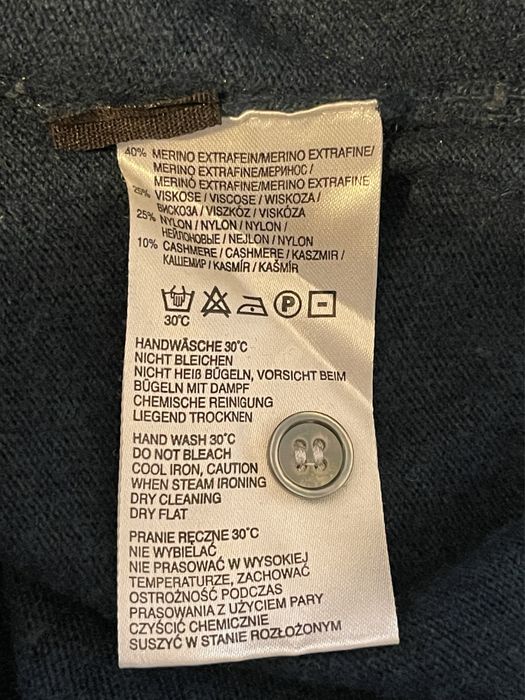 40% MERINO EXTRAFEIN/MERINO EXTRAFINE/
MERINO EXTRAFINE/МЕРИНОС /
MERINÓ EXTRAFINE/MERINO EXTRAFINE
25% VISKOSE / VISCOSE / WISKOZA /
ВИСКОЗА / VISZKÓZ / VISKÓZA
25% NYLON / NYLON / NYLON /
НЕЙЛОНОВЫЕ / NEJLON / NYLON
10% CASHMERE / CASHMERE / KASZMIR /
КАШЕМИР / KASMÍR / KAŠMÍR
30°C
P
HANDWÄSCHE 30°C
NICHT BLEICHEN
NICHT HEIß BÜGELN, VORSICHT BEIM
BÜGELN MIT DAMPF
CHEMISCHE REINIGUNG
LIEGEND TROCKNEN
HAND WASH 30°C
DO NOT BLEACH
COOL IRON, CAUTION
WHEN STEAM IRONING
DRY CLEANING
DRY FLAT
PRANIE RĘCZNE 30°C
NIE WYBIELAĆ
NIE PRASOWAĆ W WYSOKIEJ
TEMPERATURZE, ZACHOWAĆ
OSTROŻNOŚĆ PODCZAS
PRASOWANIA Z UŻYCIEM PARY
CZYŚCIĆ CHEMICZNIE
SUSZYĆ W STANIE ROZŁOŻONYM